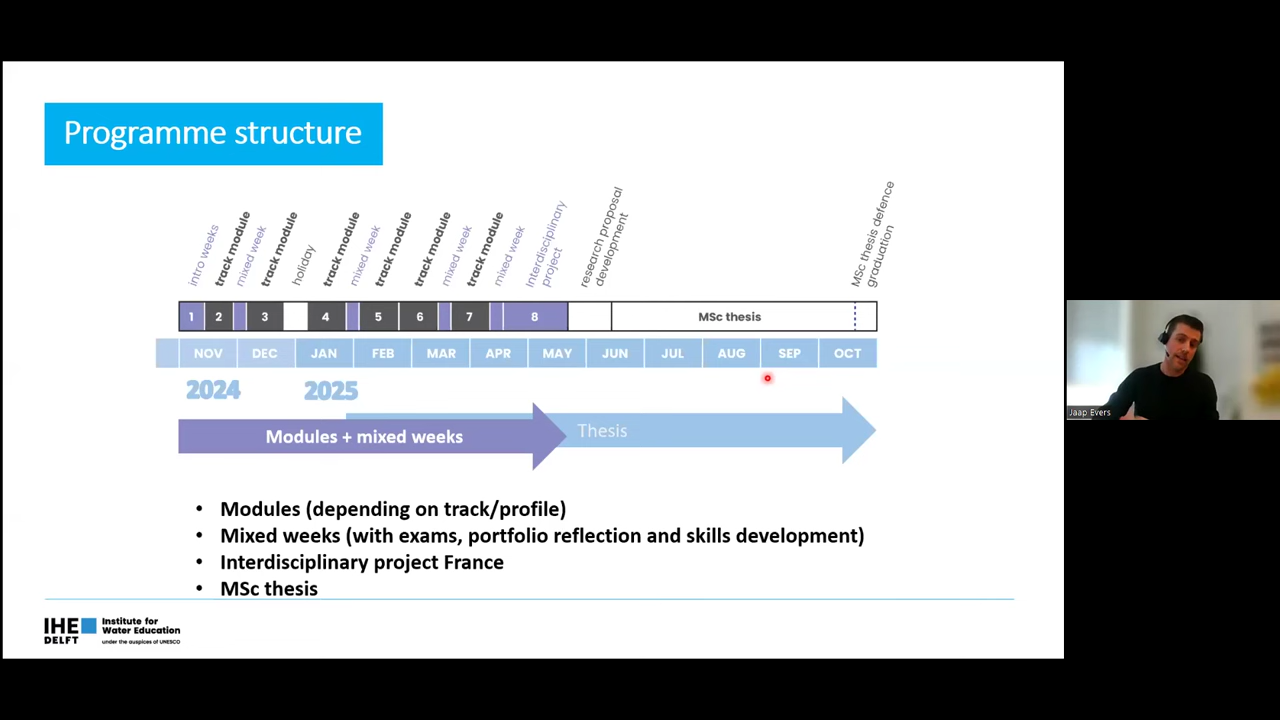 Programme structure
intro weeks
track module
mixed week
track module
holiday
track module
mixed week
track module
track module
mixed week
track module
mixed week
Interdisciplinary
project
research proposal
development
MSc thesis defence
graduation
1 2 3 4 5 6 7 8 MSc thesis
NOV DEC JAN FEB MAR APR MAY JUN JUL AUG SEP OCT
2024 2025
Modules + mixed weeks Thesis
• Modules (depending on track/profile)
• Mixed weeks (with exams, portfolio reflection and skills development)
• Interdisciplinary project France
• MSc thesis
IHE
DELFT
Institute for
Water Education
under the auspices of UNESCO
Jaap Evers